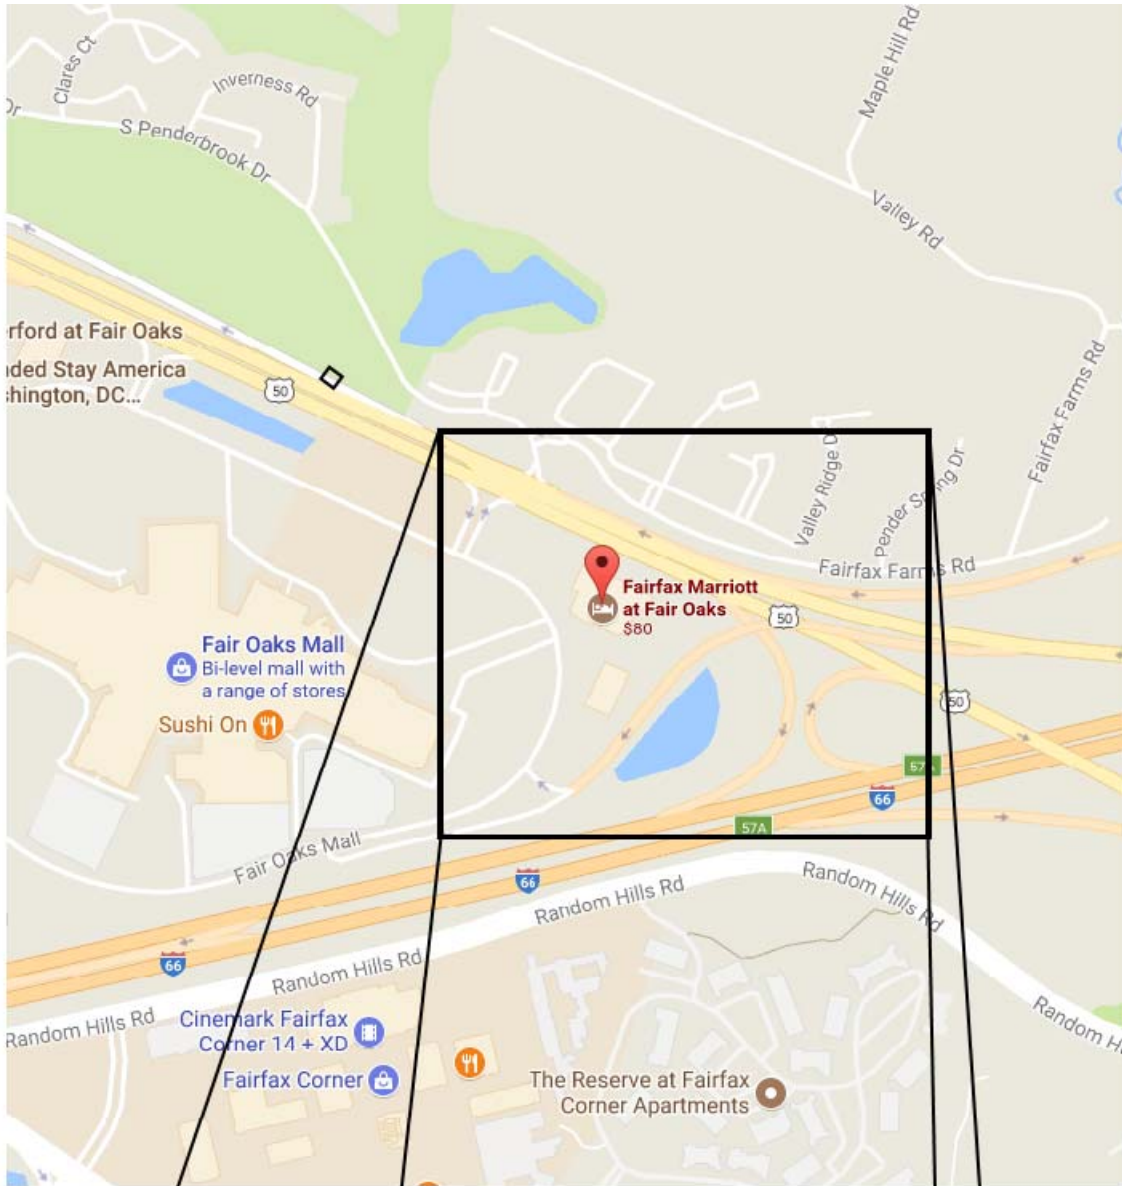 Clares Ct
Inverness Rd
Maple Hill Rd
Dr
S Penderbrook Dr
Valley Rd
erford at Fair Oaks
nded Stay America
shington, DC...
50
Fairfax Farms Rd
Valley Ridge D
Pender Spring Dr
Fairfax Farms Rd
Fairfax Marriott
at Fair Oaks
$80
50
Fair Oaks Mall
Bi-level mall with
a range of stores
Sushi On
50
57A
66
57A
Fair Oaks Mall
66
Random Hills Rd
Random Hills Rd
66
Random Hills Rd
Random Hills Rd
Random H
Cinemark Fairfax
Corner 14 + XD
Fairfax Corner
The Reserve at Fairfax
Corner Apartments